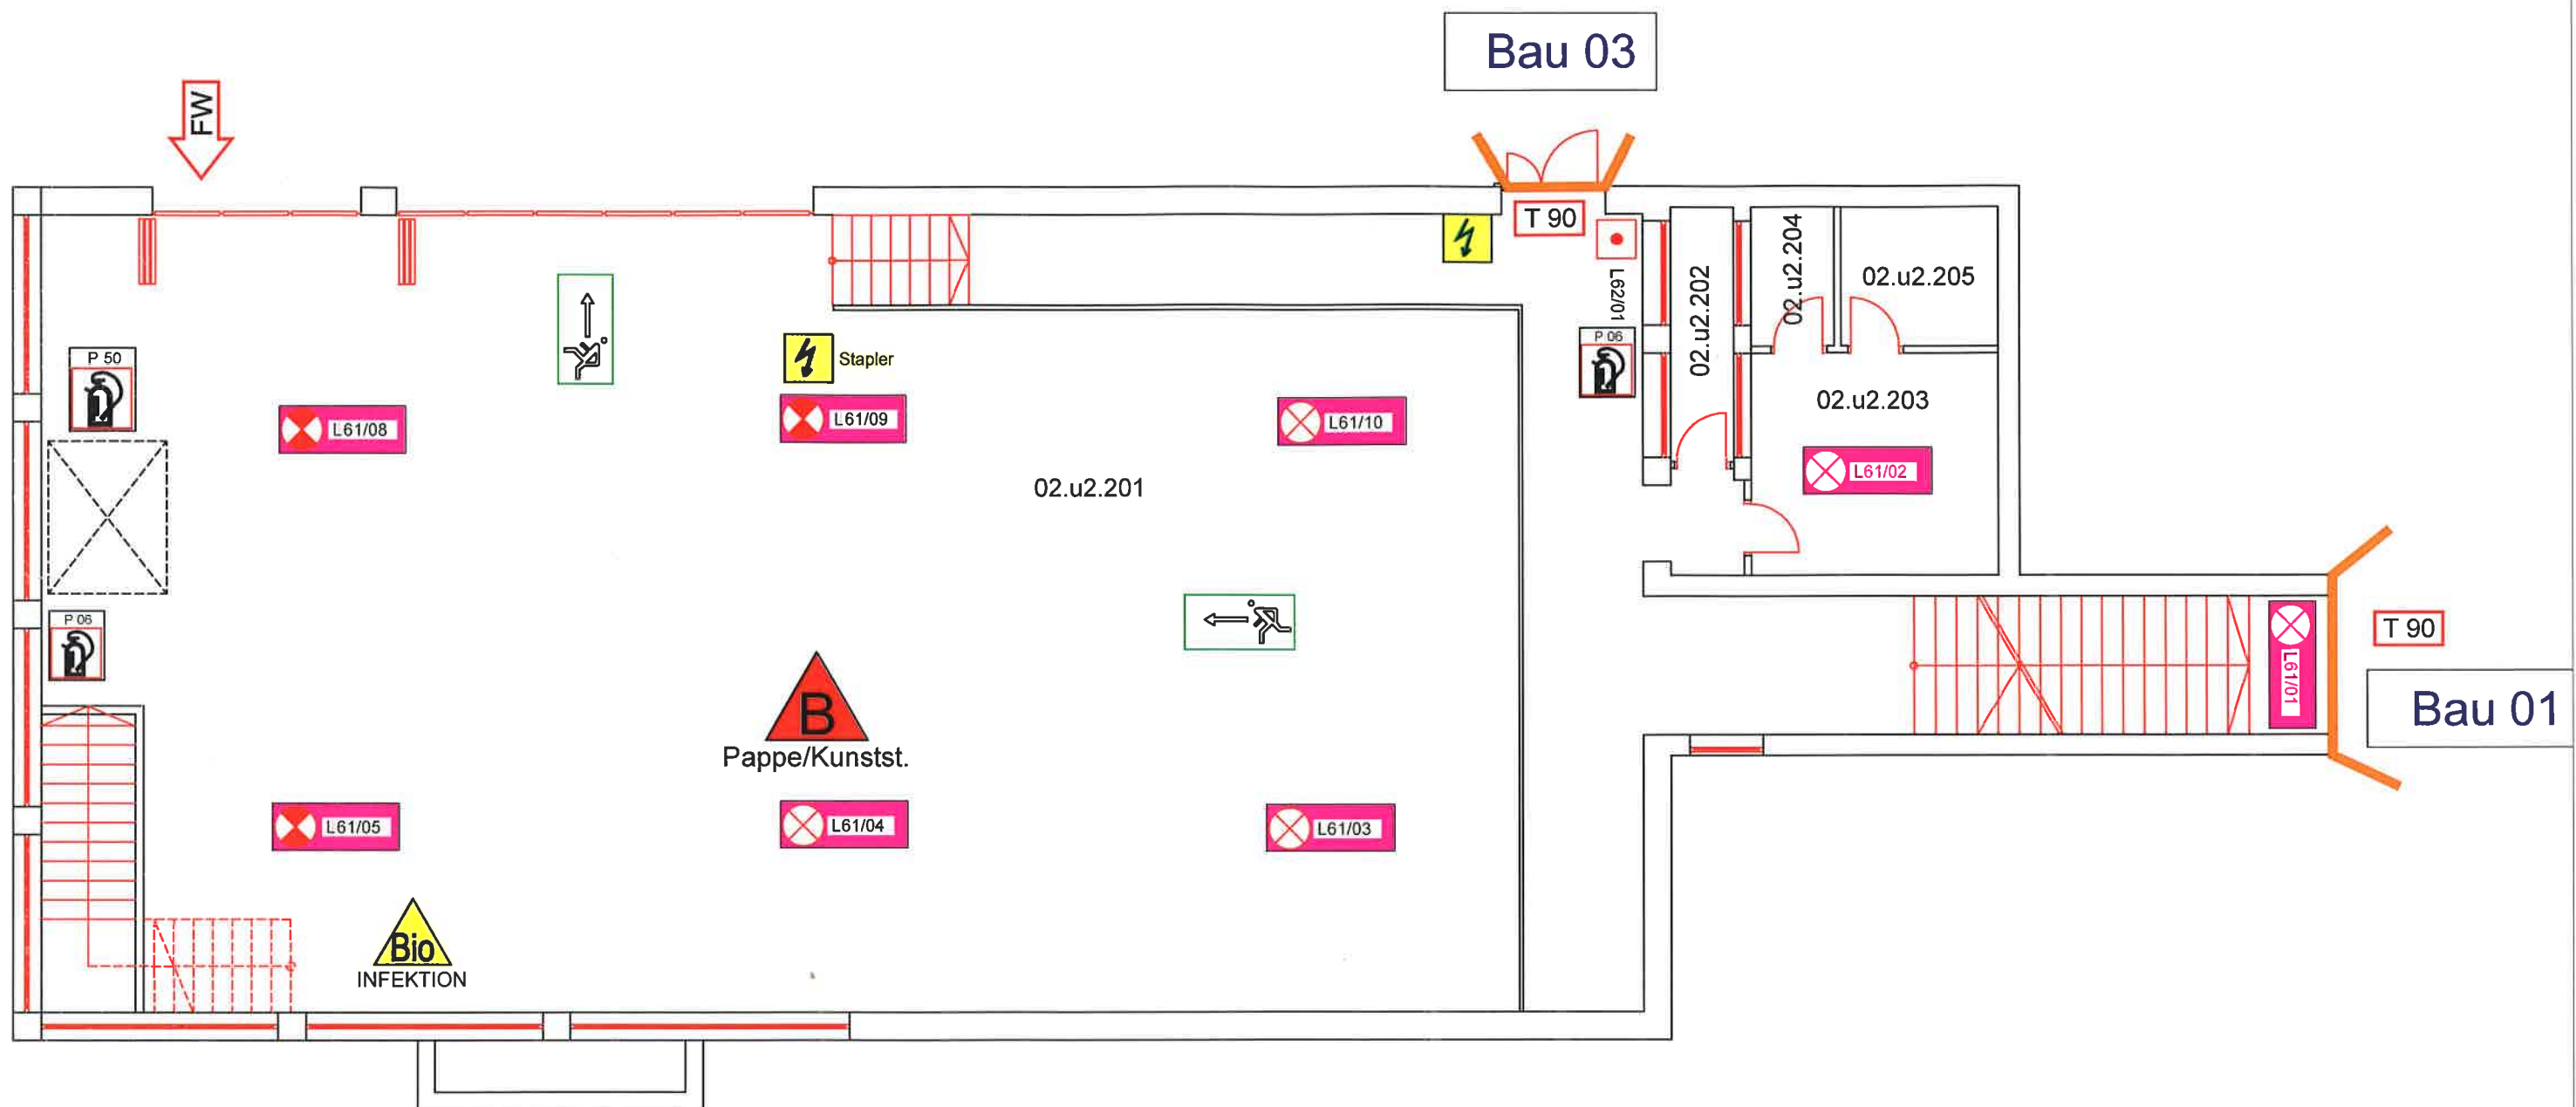 Bau 03
FW
T 90
L62/01
02.u2.202
02.u2.204
02.u2.205
P 50
Stapler
P 06
L61/08
L61/09
L61/10
02.u2.203
02.u2.201
L61/02
P 06
T 90
L61/01
B
Pappe/Kunstst.
Bau 01
L61/05
L61/04
L61/03
Bio
INFEKTION